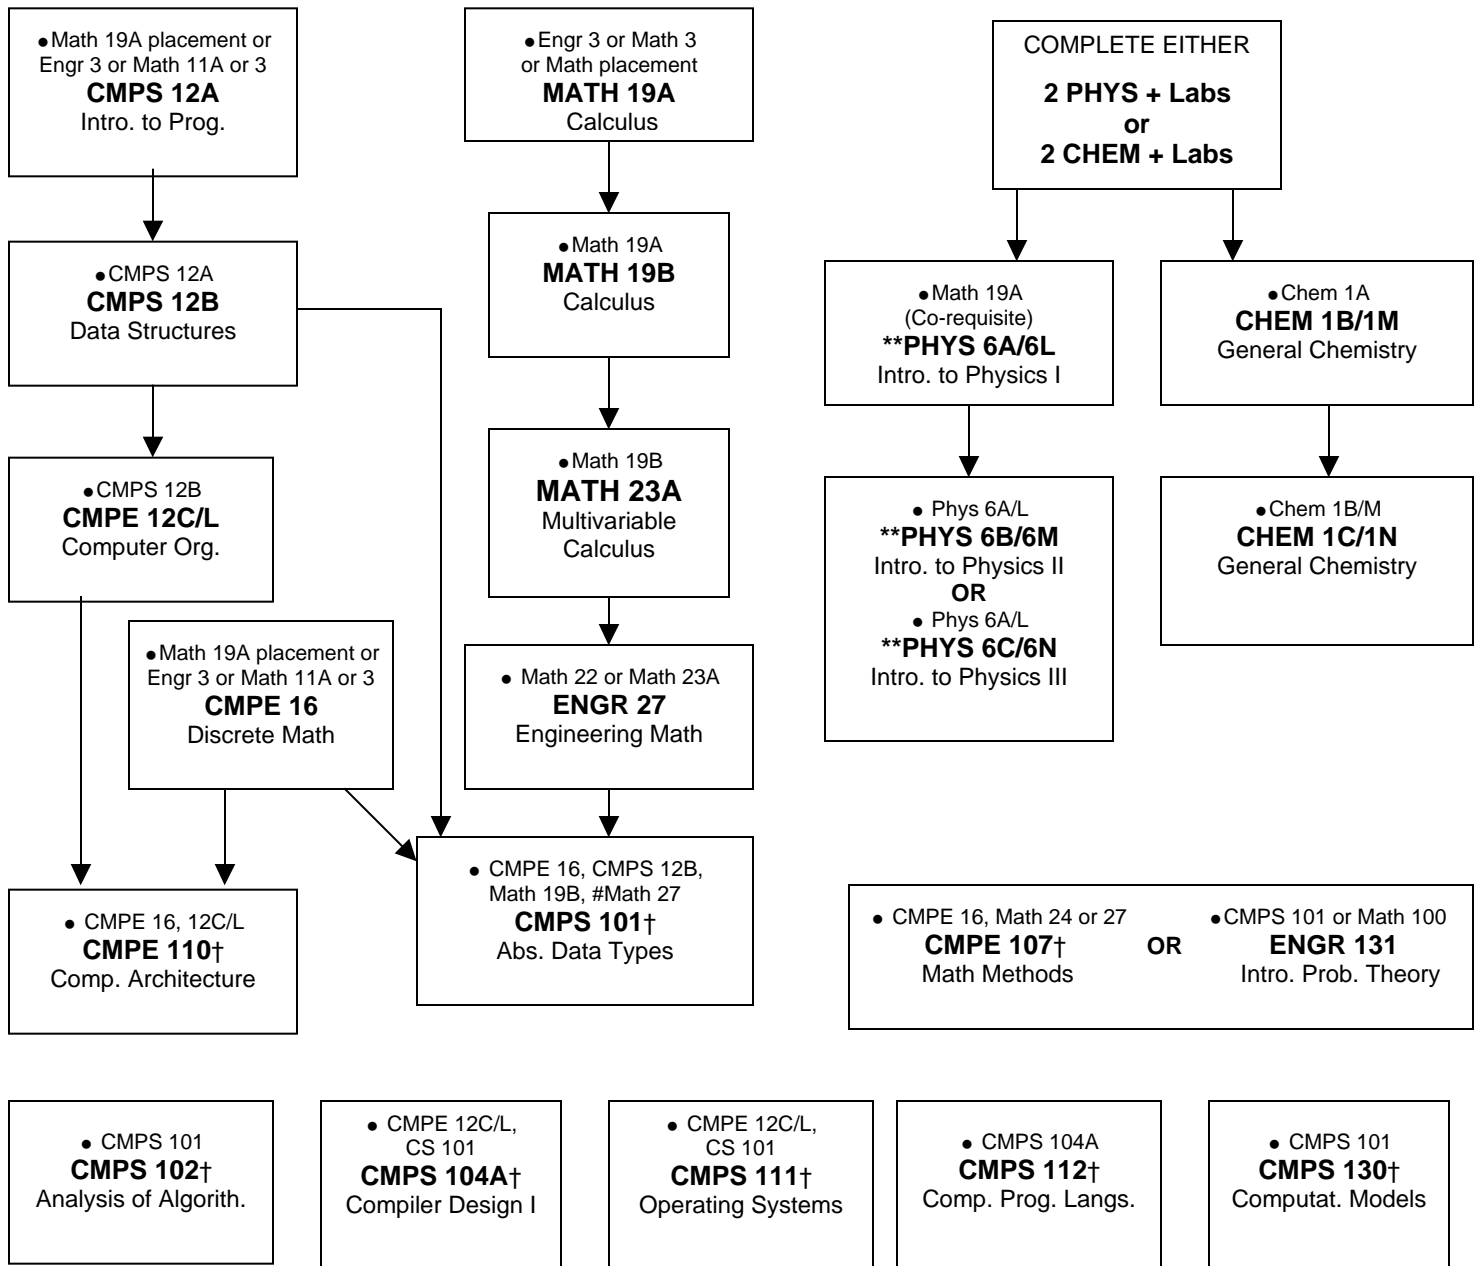 ●Math 19A placement or
Engr 3 or Math 11A or 3
CMPS 12A
Intro. to Prog.
●Engr 3 or Math 3
or Math placement
MATH 19A
Calculus
COMPLETE EITHER
2 PHYS + Labs
or
2 CHEM + Labs
●CMPS 12A
CMPS 12B
Data Structures
●Math 19A
MATH 19B
Calculus
●Math 19A
(Co-requisite)
**PHYS 6A/6L
Intro. to Physics I
●Chem 1A
CHEM 1B/1M
General Chemistry
●CMPS 12B
CMPE 12C/L
Computer Org.
●Math 19B
MATH 23A
Multivariable
Calculus
● Phys 6A/L
**PHYS 6B/6M
Intro. to Physics II
OR
● Phys 6A/L
**PHYS 6C/6N
Intro. to Physics III
●Chem 1B/M
CHEM 1C/1N
General Chemistry
●Math 19A placement or
Engr 3 or Math 11A or 3
CMPE 16
Discrete Math
● Math 22 or Math 23A
ENGR 27
Engineering Math
● CMPE 16, 12C/L
CMPE 110†
Comp. Architecture
● CMPE 16, CMPS 12B,
Math 19B, #Math 27
CMPS 101†
Abs. Data Types
● CMPE 16, Math 24 or 27
CMPE 107†
Math Methods
OR
●CMPS 101 or Math 100
ENGR 131
Intro. Prob. Theory
● CMPS 101
CMPS 102†
Analysis of Algorith.
● CMPE 12C/L,
CS 101
CMPS 104A†
Compiler Design I
● CMPE 12C/L,
CS 101
CMPS 111†
Operating Systems
● CMPS 104A
CMPS 112†
Comp. Prog. Langs.
● CMPS 101
CMPS 130†
Computat. Models